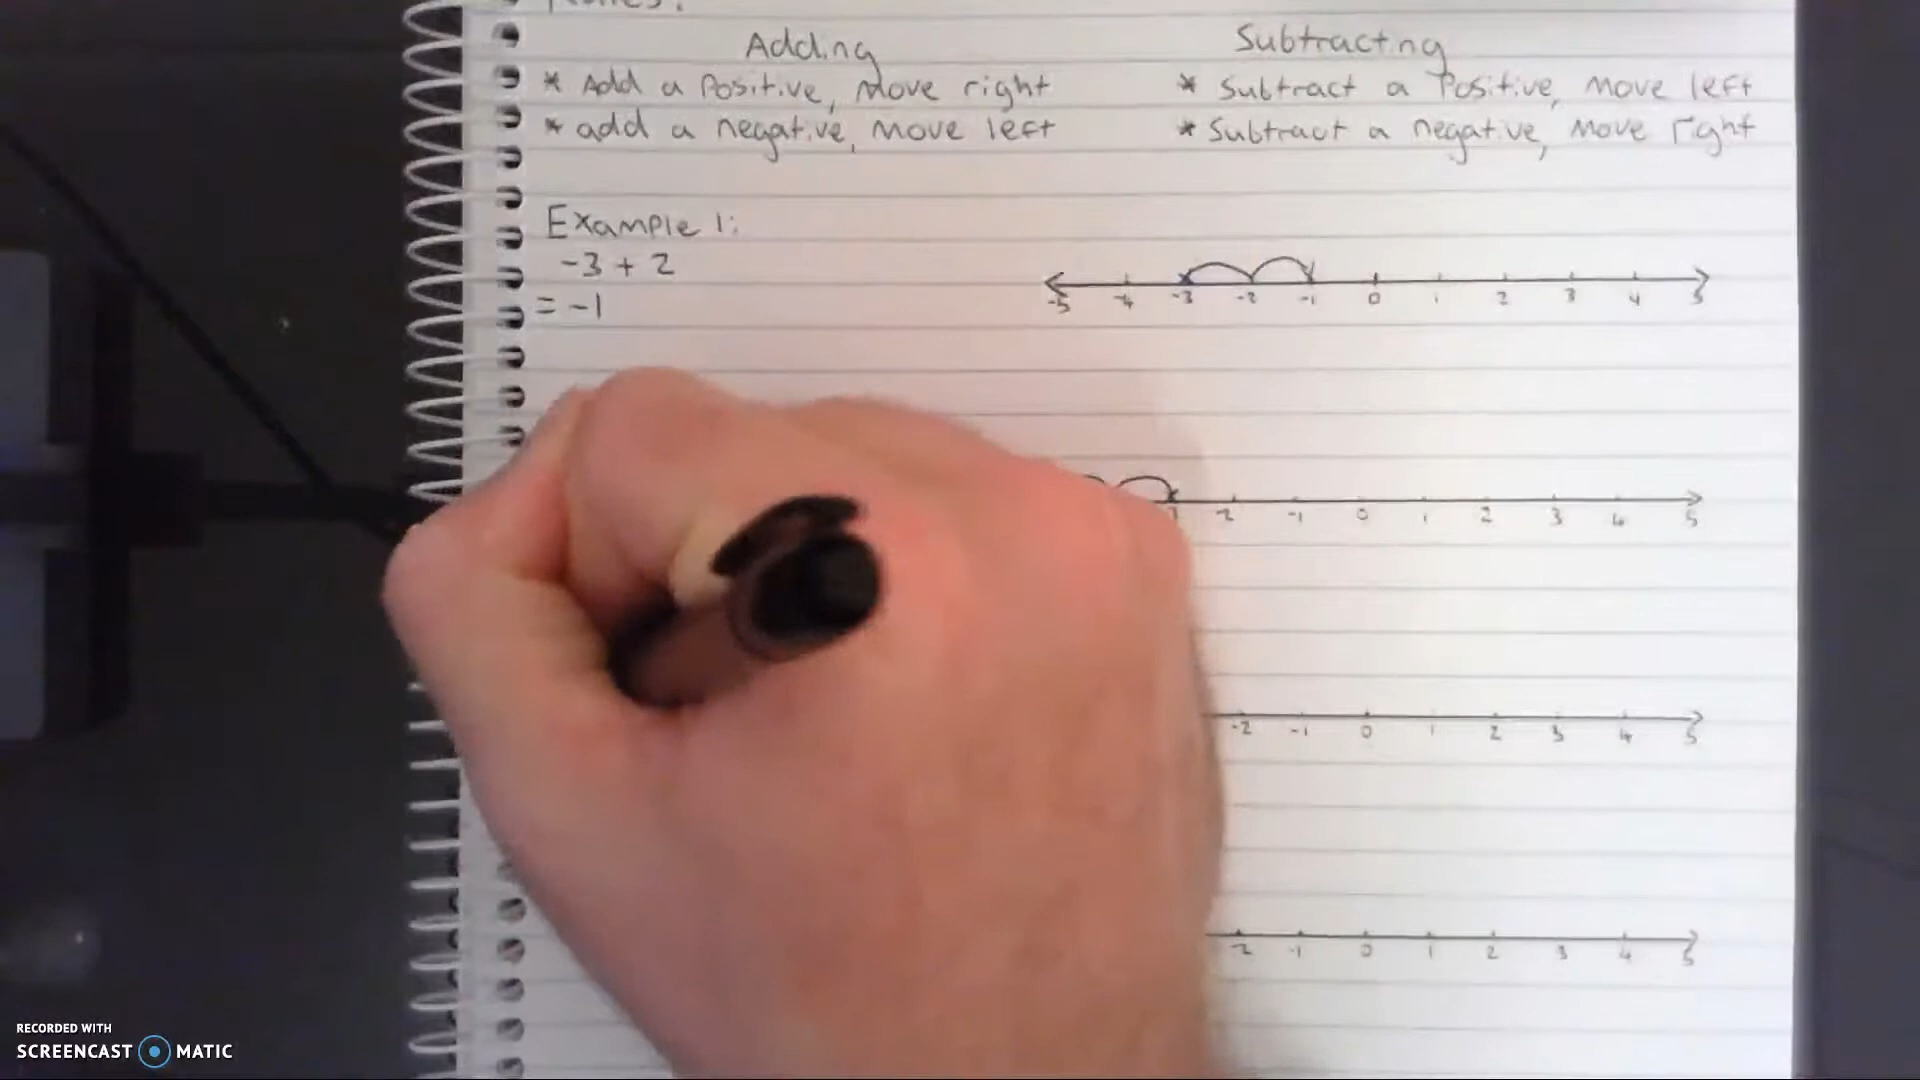 Adding Subtracting
* Add a Positive, Move right * Subtract a Positive, Move left
* add a negative, Move left * Subtract a negative, Move right
Example 1:
-3 + 2
= -1
-5 -4 -3 -2 -1 0 1 2 3 4 5
-2 -1 0 1 2 3 4 5
-2 -1 0 1 2 3 4 5
-2 -1 0 1 2 3 4 5
RECORDED WITH
SCREENCAST MATIC